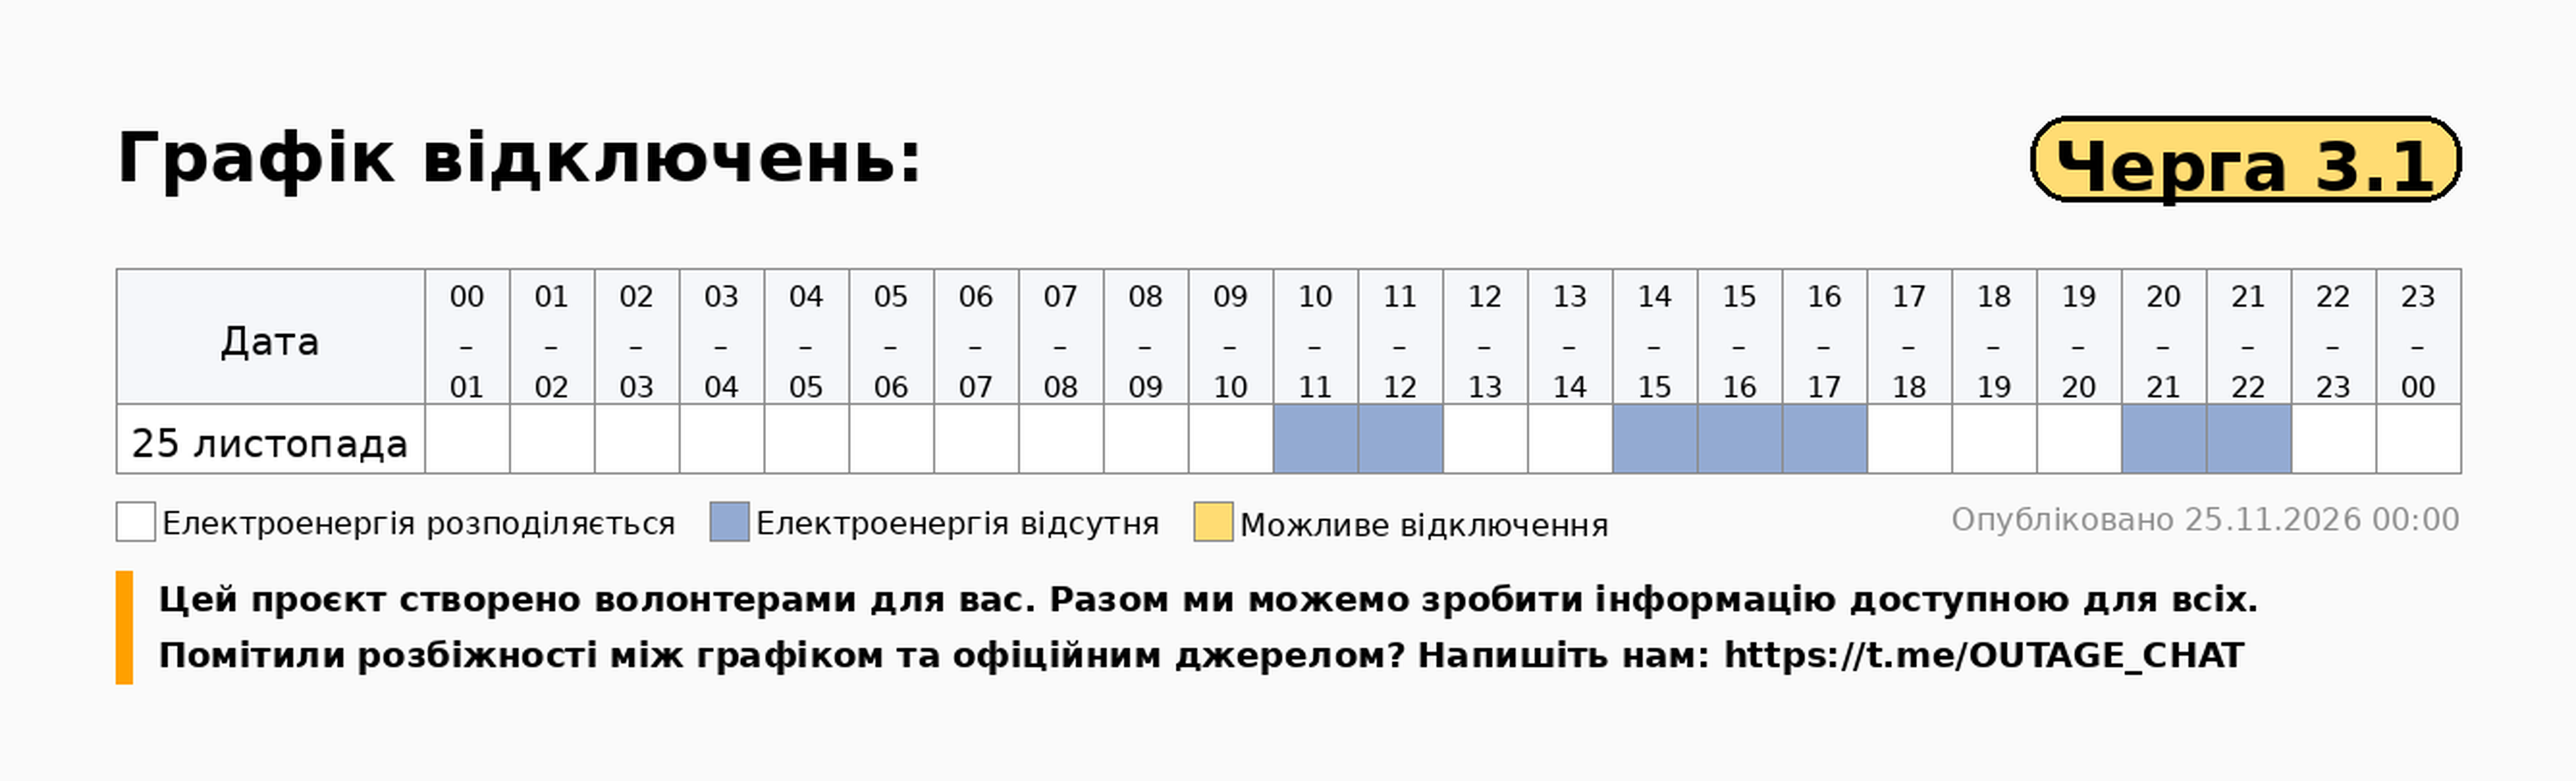 Графік відключень:
Черга 3.1
Дата 00–01 01–02 02–03 03–04 04–05 05–06 06–07 07–08 08–09 09–10 10–11 11–12 12–13 13–14 14–15 15–16 16–17 17–18 18–19 19–20 20–21 21–22 22–23 23–00
25 листопада
Електроенергія розподіляється Електроенергія відсутня Можливе відключення Опубліковано 25.11.2026 00:00
Цей проєкт створено волонтерами для вас. Разом ми можемо зробити інформацію доступною для всіх.
Помітили розбіжності між графіком та офіційним джерелом? Напишіть нам: https://t.me/OUTAGE_CHAT